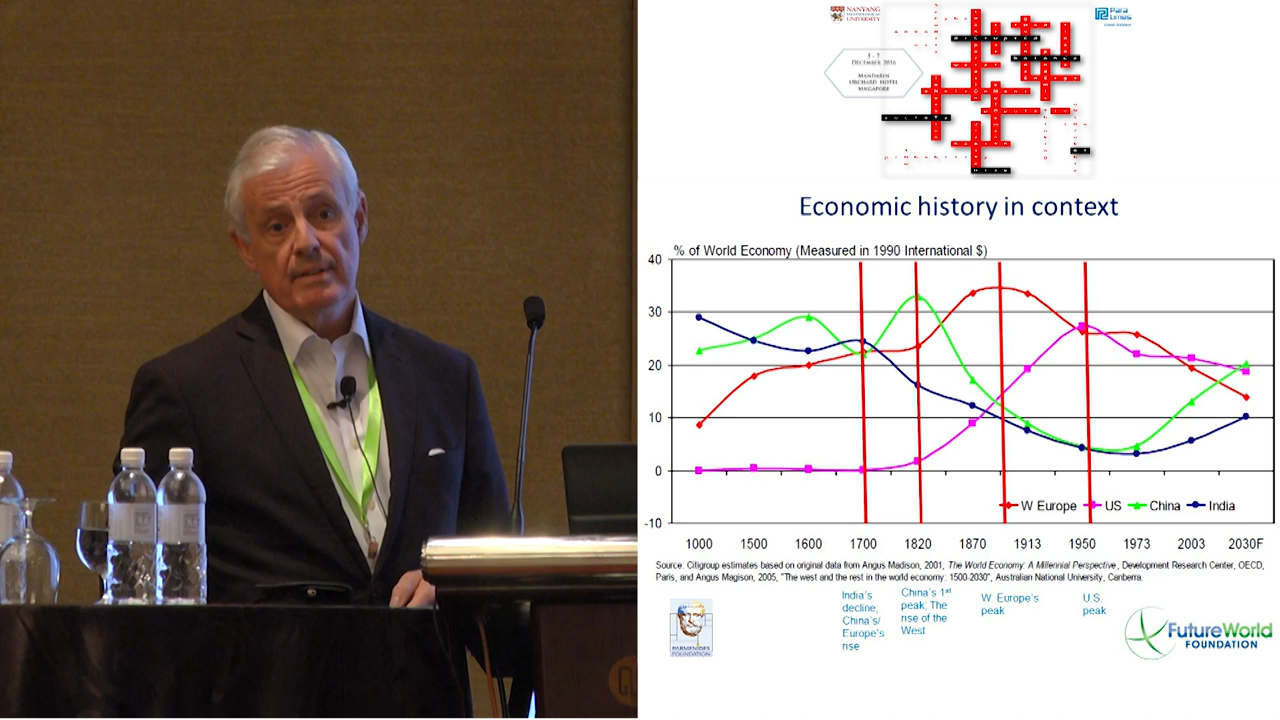 NANYANG
TECHNOLOGICAL
UNIVERSITY
Para
Limes
5 - 7
DECEMBER 2016
MANDARIN
ORCHARD HOTEL
SINGAPORE
Economic history in context
% of World Economy (Measured in 1990 International $)
40
30
20
10
0
-10
W Europe US China India
1000 1500 1600 1700 1820 1870 1913 1950 1973 2003 2030F
Source: Citigroup estimates based on original data from Angus Madison, 2001, The World Economy: A Millennial Perspective, Development Research Center, OECD,
Paris, and Angus Magison, 2005, "The west and the rest in the world economy: 1500-2030", Australian National University, Canberra.
India's
decline,
China's/
Europe's
rise
China's 1st
peak, The
rise of the
West
W. Europe's
peak
U.S.
peak
PARMENIDES
FOUNDATION
FutureWorld
FOUNDATION